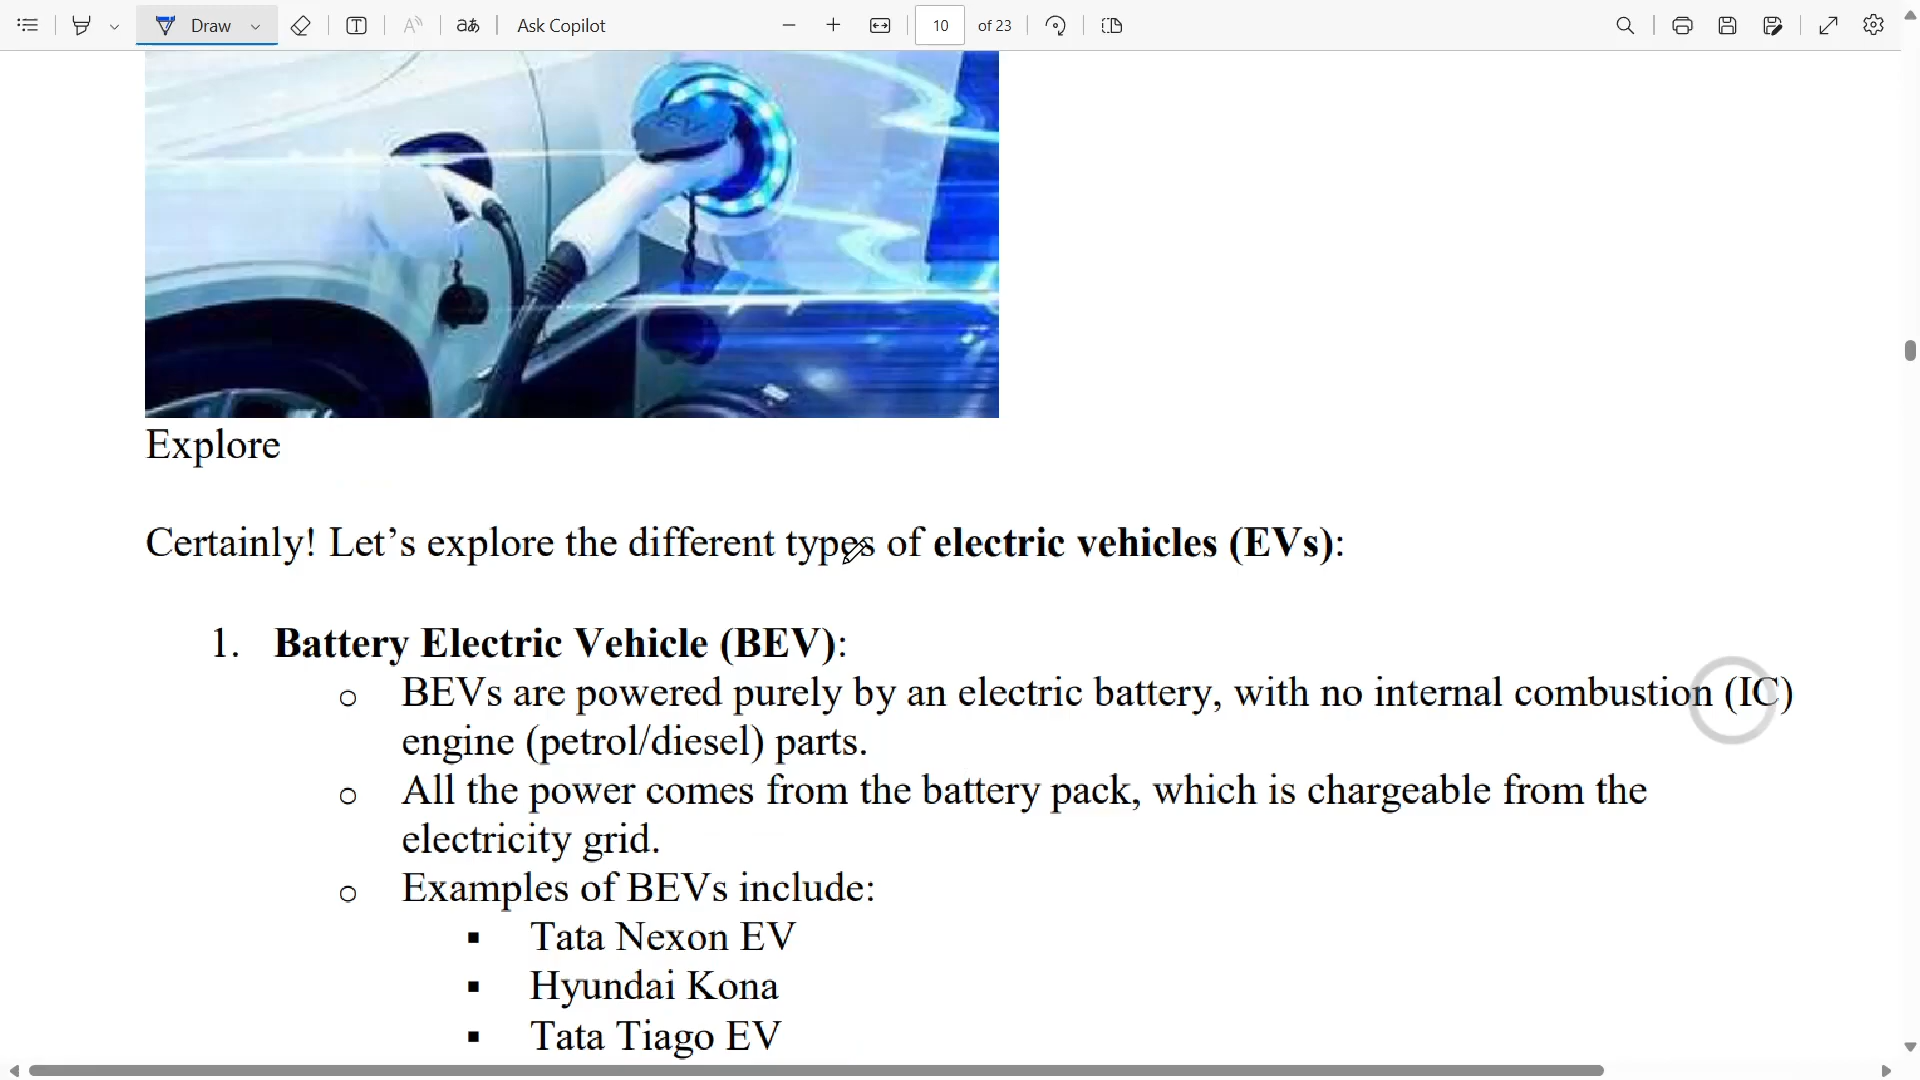 Draw
aあ
Ask Copilot
10
of 23
Explore
Certainly! Let’s explore the different types of electric vehicles (EVs):
1. Battery Electric Vehicle (BEV):
o BEVs are powered purely by an electric battery, with no internal combustion (IC)
engine (petrol/diesel) parts.
o All the power comes from the battery pack, which is chargeable from the
electricity grid.
o Examples of BEVs include:
▪ Tata Nexon EV
▪ Hyundai Kona
▪ Tata Tiago EV